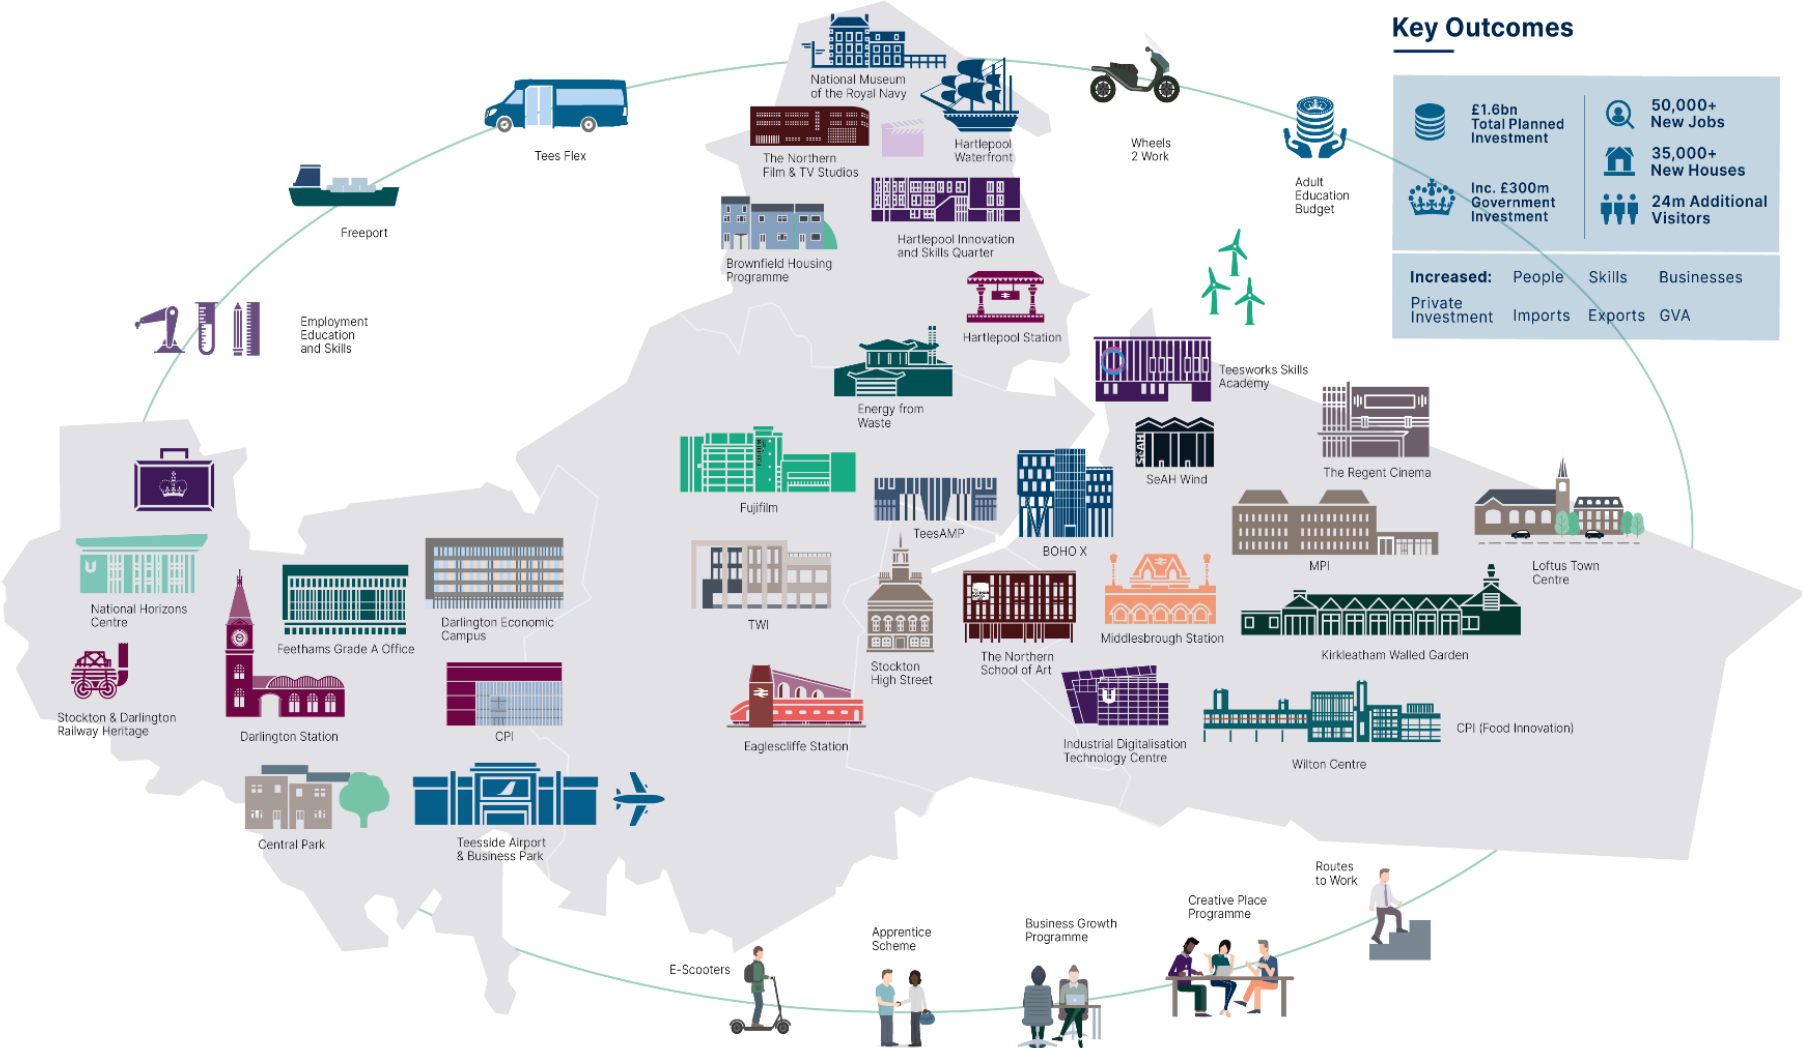 Key Outcomes
£1.6bn
Total Planned
Investment
Inc. £300m
Government
Investment
50,000+
New Jobs
35,000+
New Houses
24m Additional
Visitors
Increased: People Skills Businesses
Private
Investment Imports Exports GVA
National Museum
of the Royal Navy
Hartlepool
Waterfront
The Northern
Film & TV Studios
Hartlepool Innovation
and Skills Quarter
Brownfield Housing
Programme
Hartlepool Station
Tees Flex
Freeport
Employment
Education
and Skills
Wheels
2 Work
Adult
Education
Budget
Energy from
Waste
Teesworks Skills
Academy
SeAH
SeAH Wind
The Regent Cinema
Fujifilm
TeesAMP
BOHO X
MPI
Loftus Town
Centre
National Horizons
Centre
Feethams Grade A Office
Darlington Economic
Campus
TWI
Stockton
High Street
The Northern
School of Art
Middlesbrough Station
Kirkleatham Walled Garden
Stockton & Darlington
Railway Heritage
Darlington Station
CPI
Eaglescliffe Station
Industrial Digitalisation
Technology Centre
Wilton Centre
CPI (Food Innovation)
Central Park
Teesside Airport
& Business Park
E-Scooters
Apprentice
Scheme
Business Growth
Programme
Creative Place
Programme
Routes
to Work